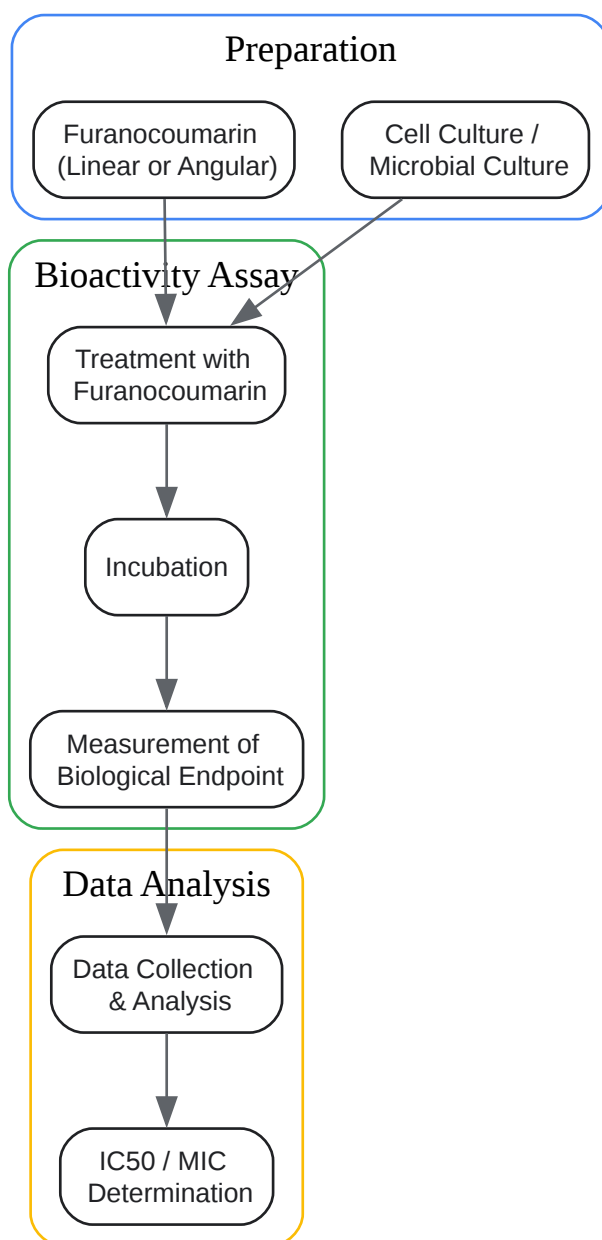 Preparation
Furanocoumarin
(Linear or Angular)
Cell Culture /
Microbial Culture
Bioactivity Assay
Treatment with
Furanocoumarin
Incubation
Measurement of
Biological Endpoint
Data Analysis
Data Collection
& Analysis
IC50 / MIC
Determination